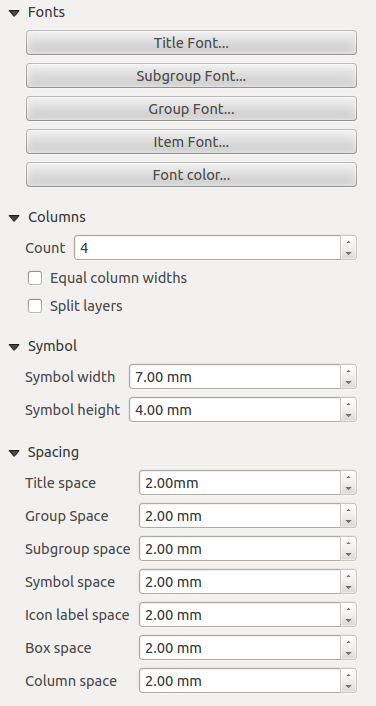 Fonts
Title Font...
Subgroup Font...
Group Font...
Item Font...
Font color...
Columns
Count 4
Equal column widths
Split layers
Symbol
Symbol width 7.00 mm
Symbol height 4.00 mm
Spacing
Title space 2.00mm
Group Space 2.00 mm
Subgroup space 2.00 mm
Symbol space 2.00 mm
Icon label space 2.00 mm
Box space 2.00 mm
Column space 2.00 mm